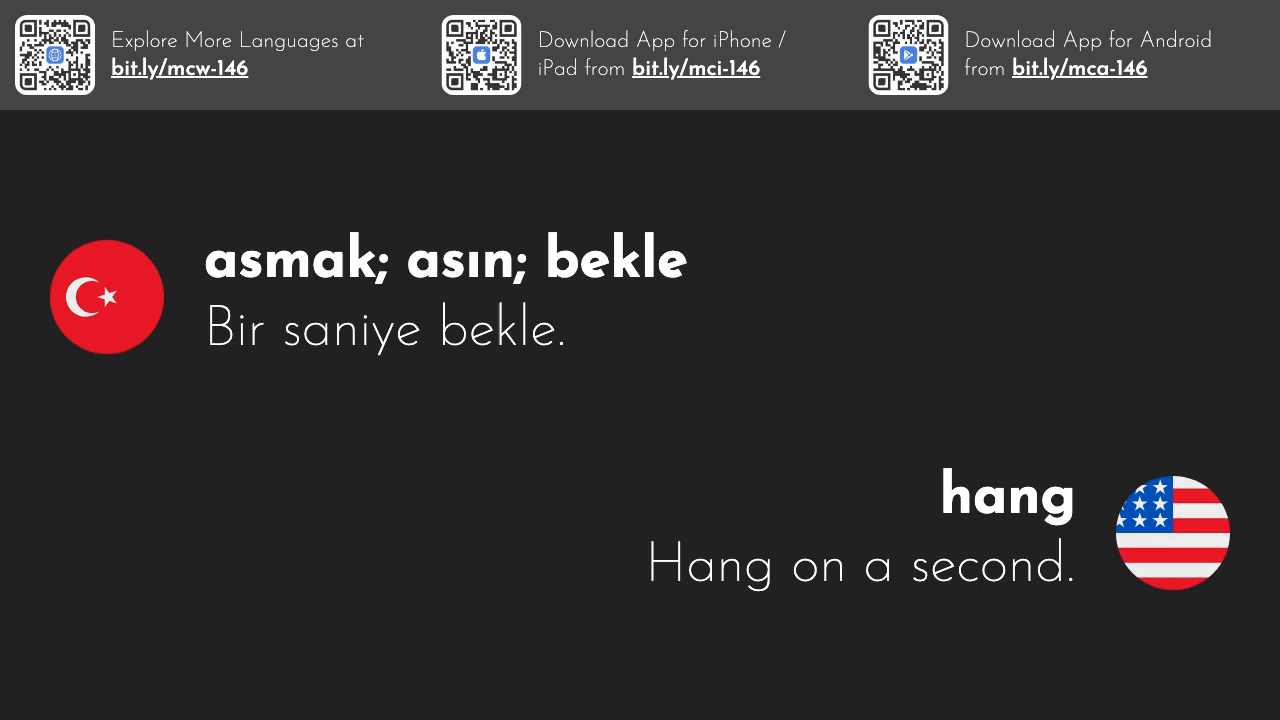 Explore More Languages at
bit.ly/mcw-146
Download App for iPhone /
iPad from bit.ly/mci-146
Download App for Android
from bit.ly/mca-146
asmak; asın; bekle
Bir saniye bekle.
hang
Hang on a second.